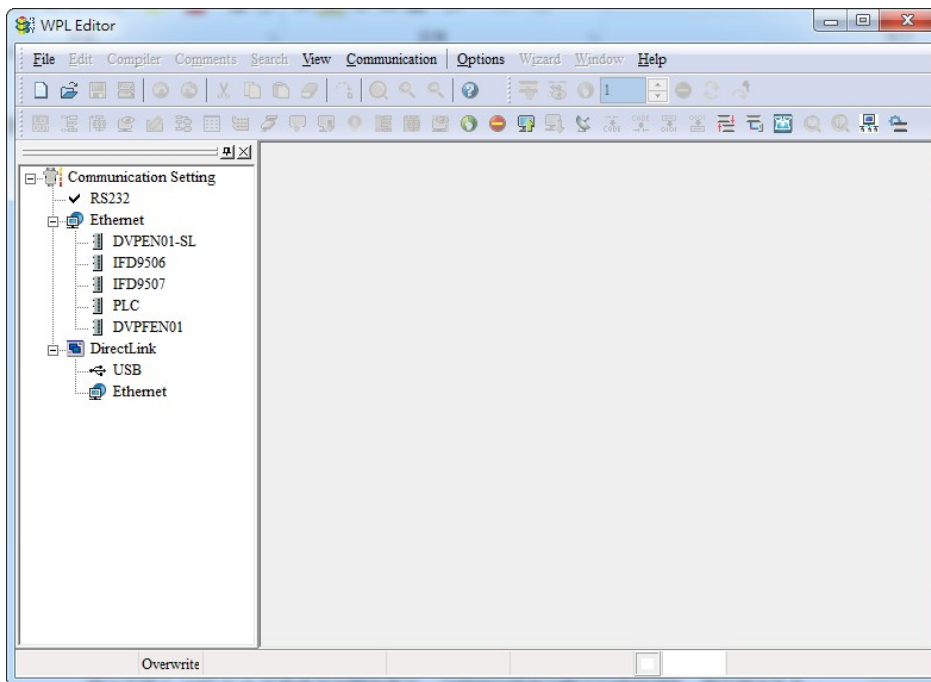 WPL Editor
File Edit Compiler Comments Search View Communication Options Wizard Window Help
1
Communication Setting
RS232
Ethernet
DVPEN01-SL
IFD9506
IFD9507
PLC
DVPFEN01
DirectLink
USB
Ethernet
Overwrite